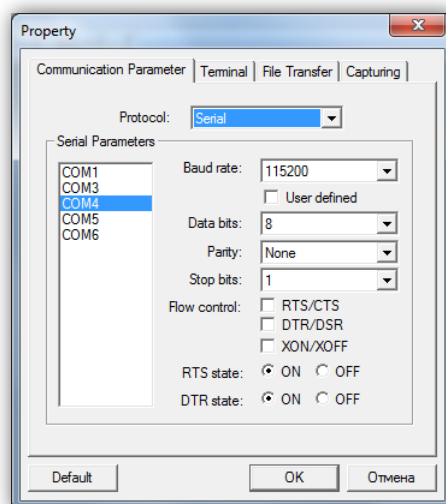 Property
Communication Parameter Terminal File Transfer Capturing
Protocol: Serial
Serial Parameters
COM1
COM3
COM4
COM5
COM6
Baud rate: 115200
User defined
Data bits: 8
Parity: None
Stop bits: 1
Flow control: RTS/CTS
DTR/DSR
XON/XOFF
RTS state: ON OFF
DTR state: ON OFF
Default OK Отмена